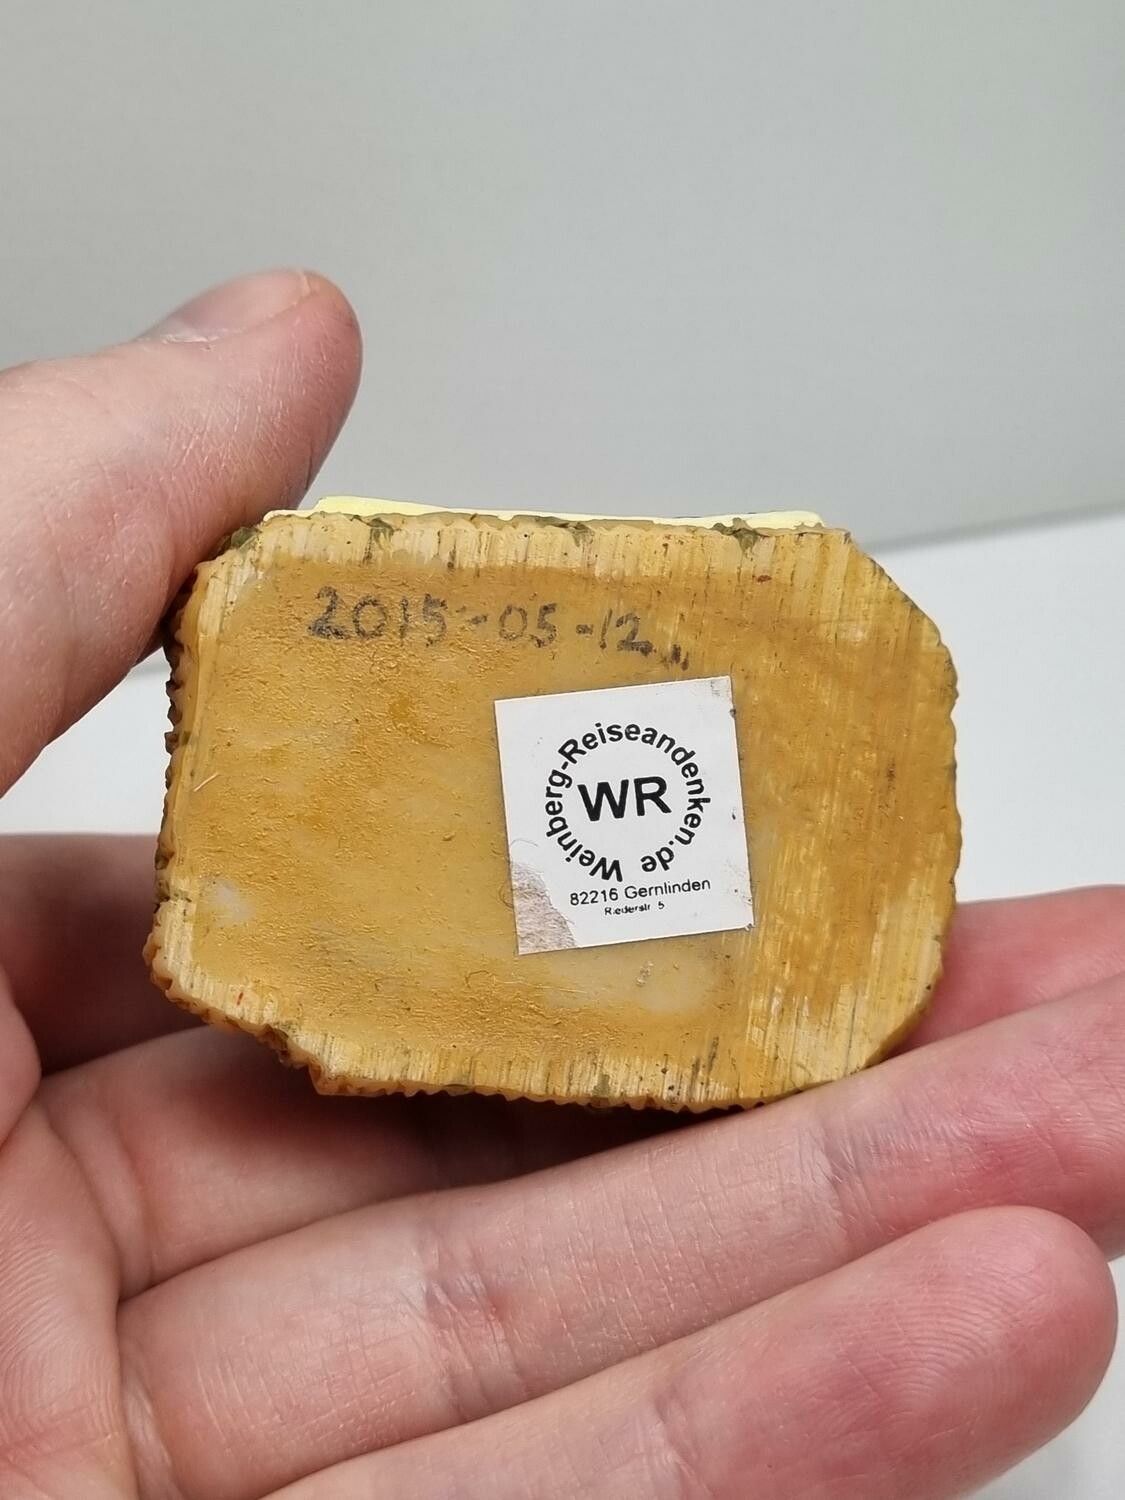 2015-05-12
Weinberg-Reiseandenken.de
WR
82216 Gernlinden
Riederstr. 5